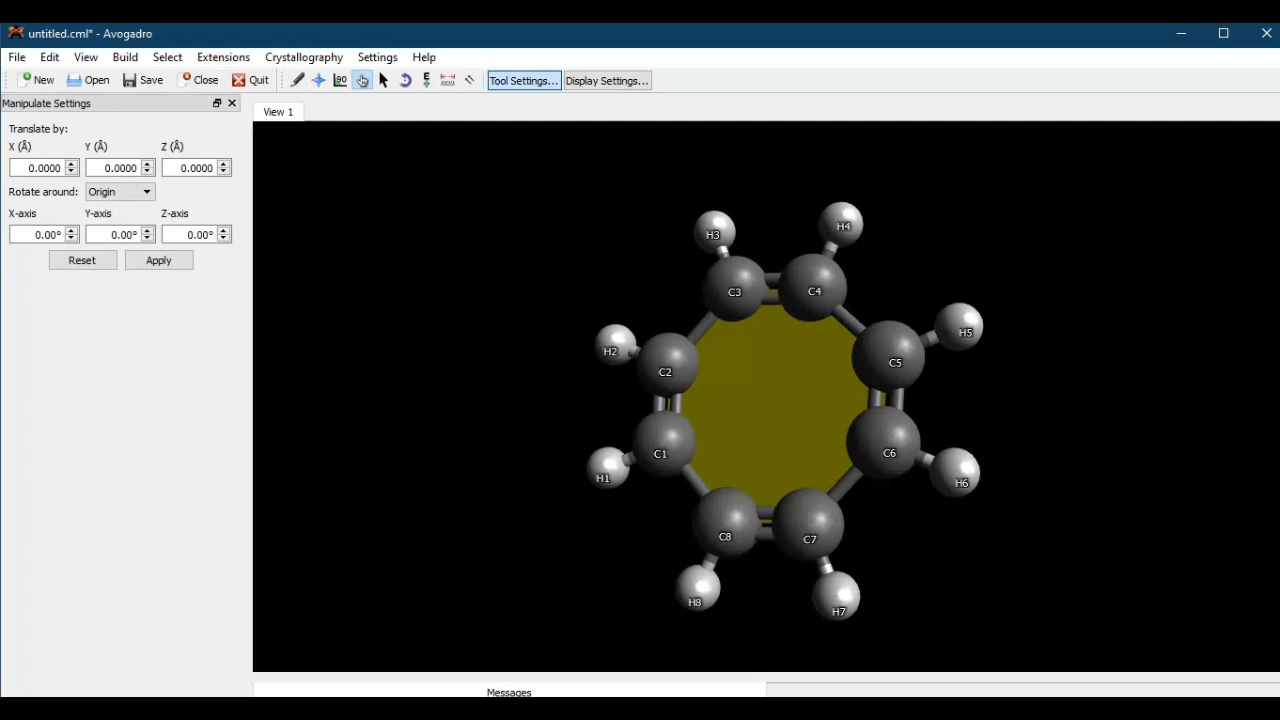 untitled.cml* - Avogadro
File Edit View Build Select Extensions Crystallography Settings Help
New Open Save Close Quit 90 E Tool Settings... Display Settings...
Manipulate Settings
View 1
Translate by:
X (Å) Y (Å) Z (Å)
0.0000 0.0000 0.0000
Rotate around: Origin
X-axis Y-axis Z-axis
0.00° 0.00° 0.00°
Reset Apply
H3 H4
C3 C4
H5
H2
C2 C5
C1 C6
H1 H6
C8 C7
H8 H7
Messages